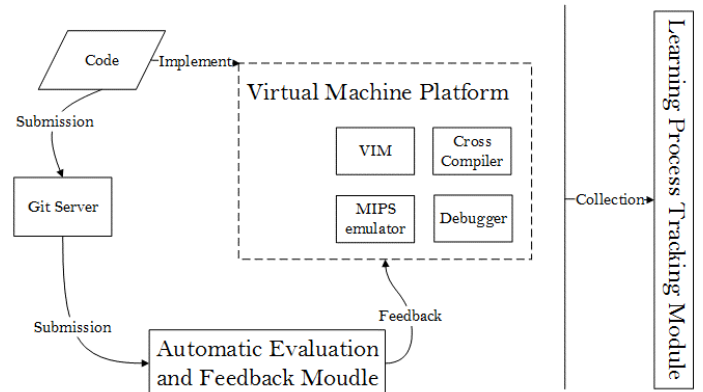 Code
Implement
Virtual Machine Platform
VIM
Cross
Compiler
MIPS
emulator
Debugger
Submission
Git Server
Submission
Automatic Evaluation
and Feedback Moudle
Feedback
Collection
Learning Process Tracking Module